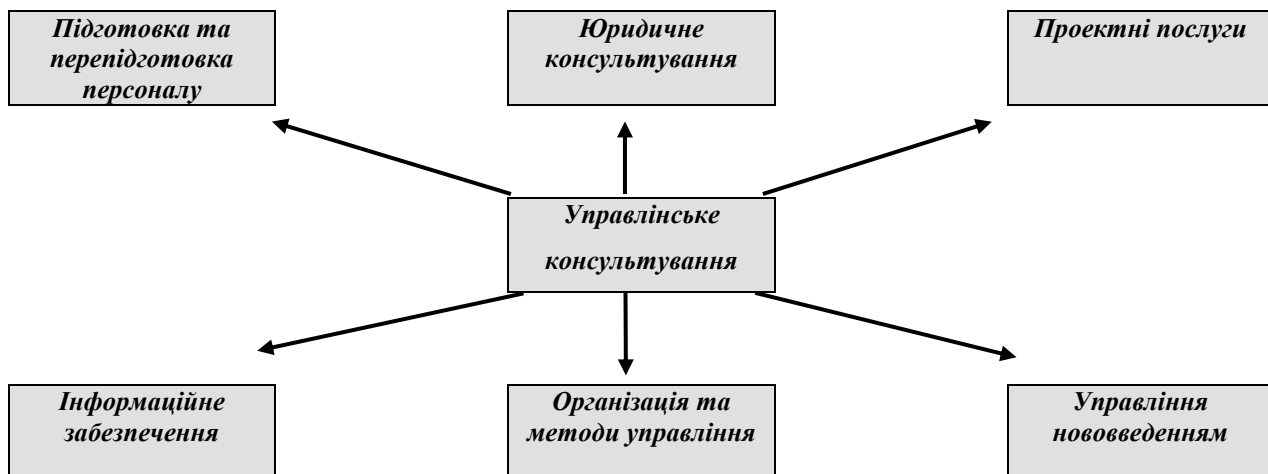 Підготовка та
перепідготовка
персоналу
Юридичне
консультування
Проектні послуги
Управлінське
консультування
Інформаційне
забезпечення
Організація та
методи управління
Управління
нововведенням